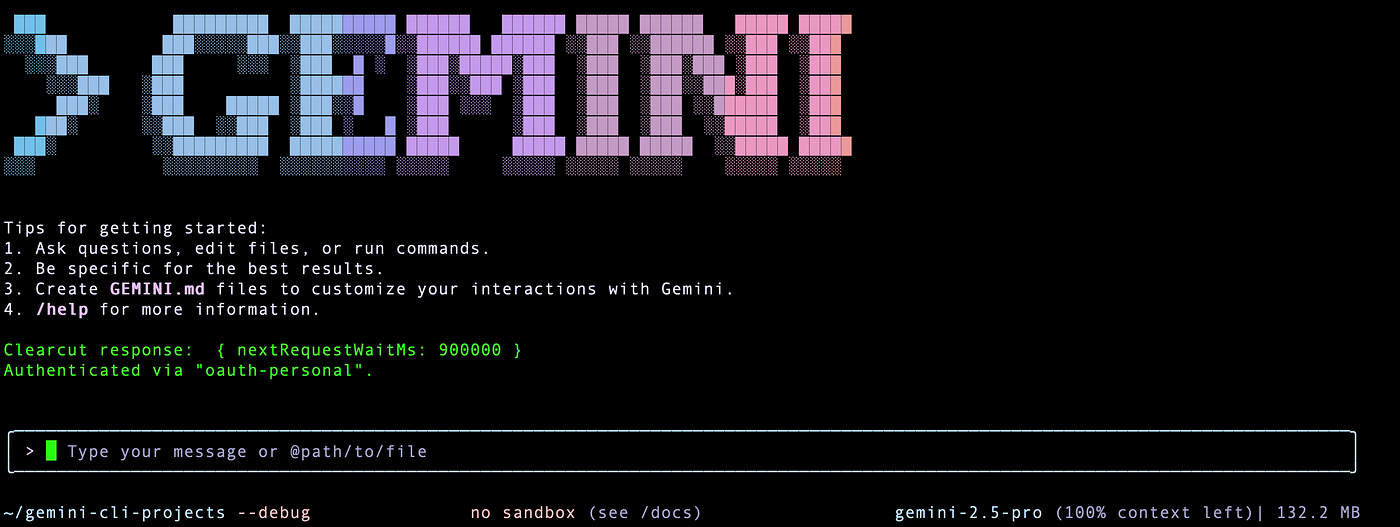 > GEMINI
Tips for getting started:
1. Ask questions, edit files, or run commands.
2. Be specific for the best results.
3. Create GEMINI.md files to customize your interactions with Gemini.
4. /help for more information.
Clearcut response:  { nextRequestWaitMs: 900000 }
Authenticated via "oauth-personal".
> Type your message or @path/to/file
~/gemini-cli-projects --debug no sandbox (see /docs) gemini-2.5-pro (100% context left)| 132.2 MB